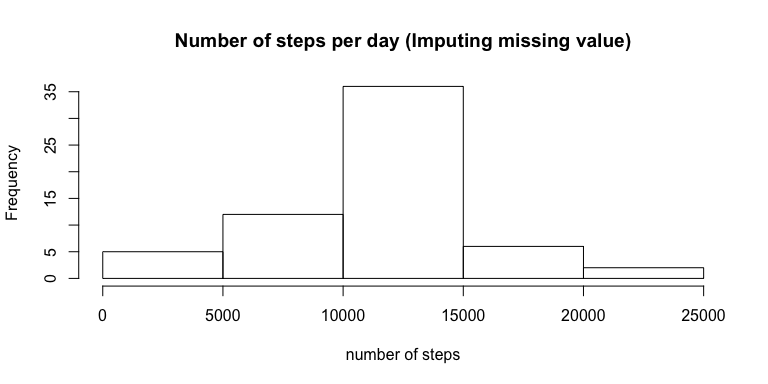 Number of steps per day (Imputing missing value)
35
25
15
5
0
Frequency
0 5000 10000 15000 20000 25000
number of steps